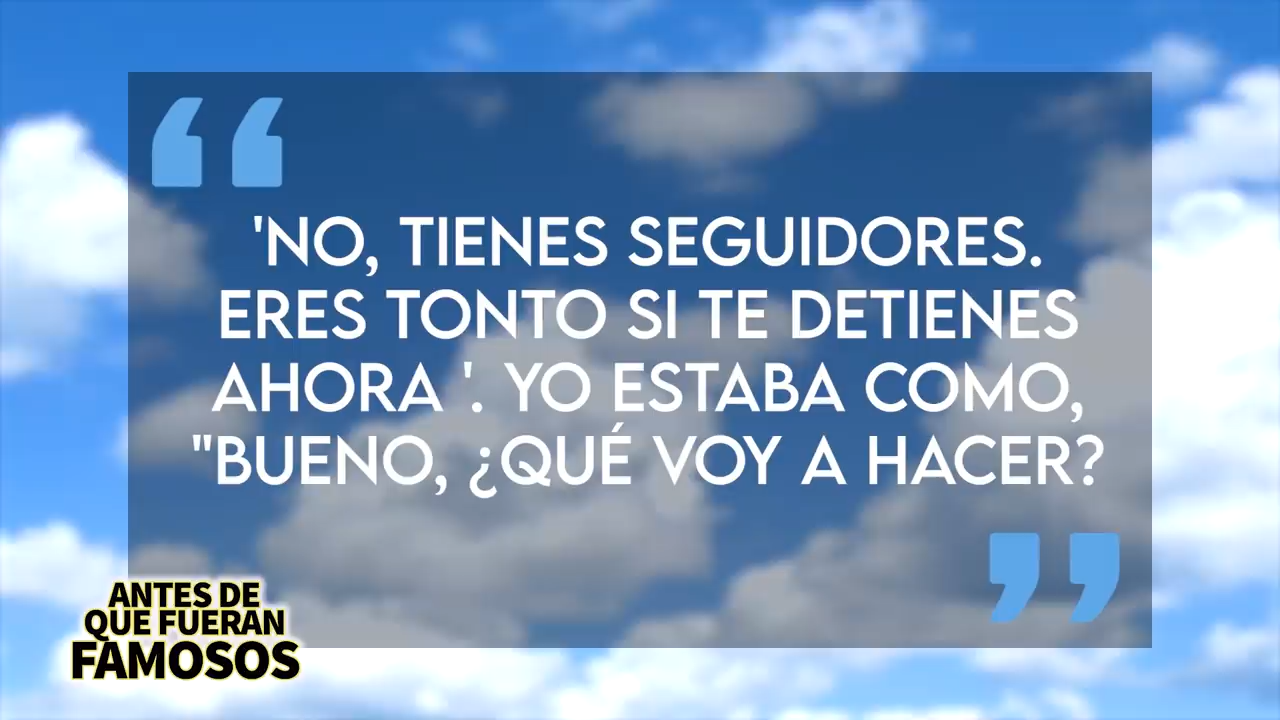 'NO, TIENES SEGUIDORES.
ERES TONTO SI TE DETIENES
AHORA '. YO ESTABA COMO,
"BUENO, ¿QUÉ VOY A HACER?
ANTES DE
QUE FUERAN
FAMOSOS